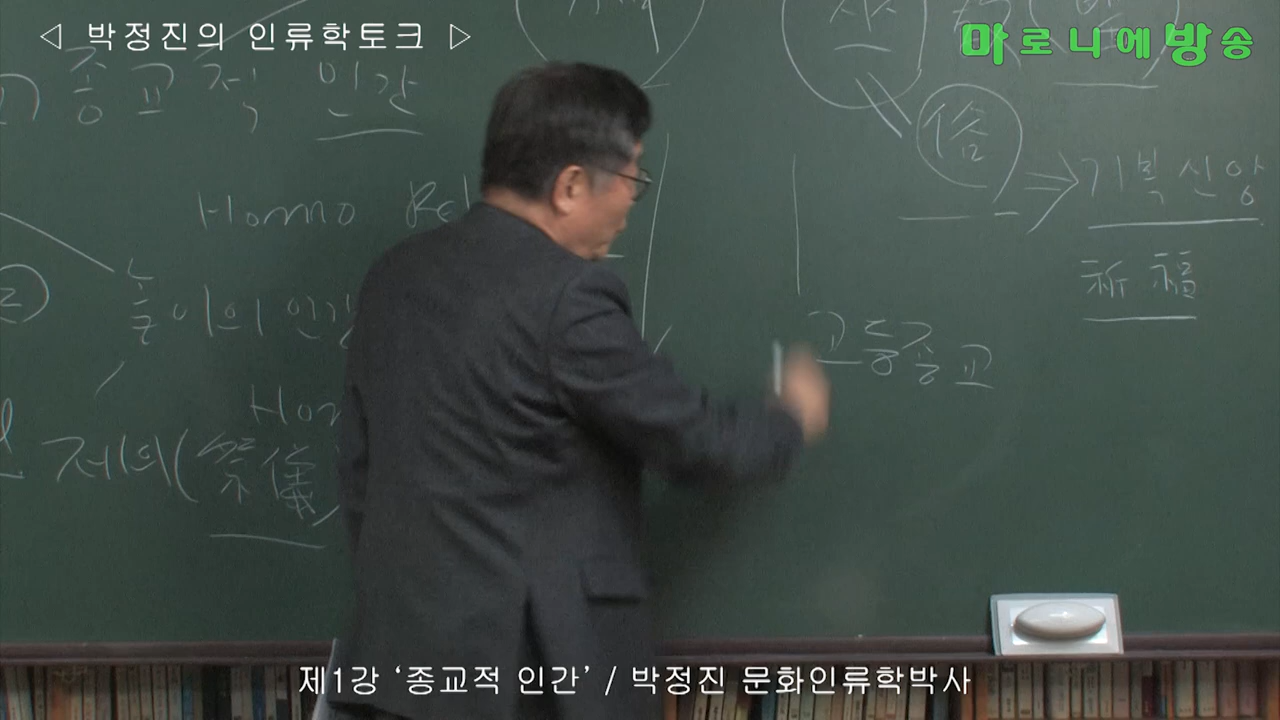 ◁ 박정진의 인류학토크 ▷
마로니에방송
종교적 인간
俗
기복신앙
Homo Rel
祈福
놀이의 인간
고등종교
Hom
제의(祭儀)
제1강 ‘종교적 인간’ / 박정진 문화인류학박사